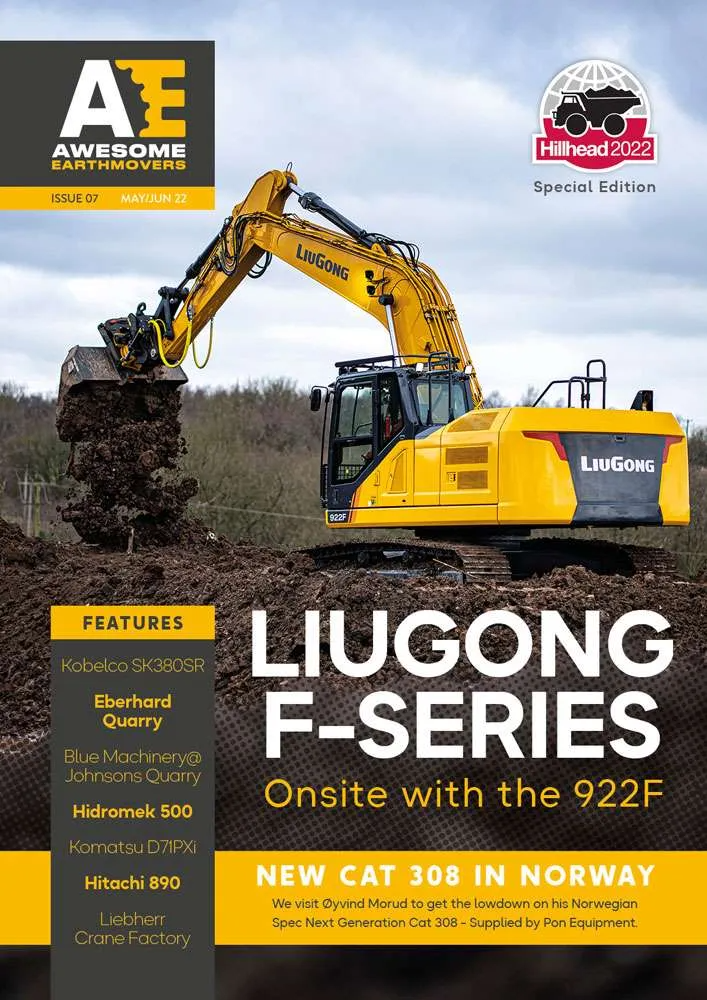 AE
AWESOME
EARTHMOVERS
ISSUE 07 MAY/JUN 22
Hillhead 2022
Special Edition
LIUGONG
LIUGONG
922F
FEATURES
Kobelco SK380SR
Eberhard
Quarry
Blue Machinery@
Johnsons Quarry
Hidromek 500
Komatsu D71PXi
Hitachi 890
Liebherr
Crane Factory
LIUGONG
F-SERIES
Onsite with the 922F
NEW CAT 308 IN NORWAY
We visit Øyvind Morud to get the lowdown on his Norwegian
Spec Next Generation Cat 308 - Supplied by Pon Equipment.